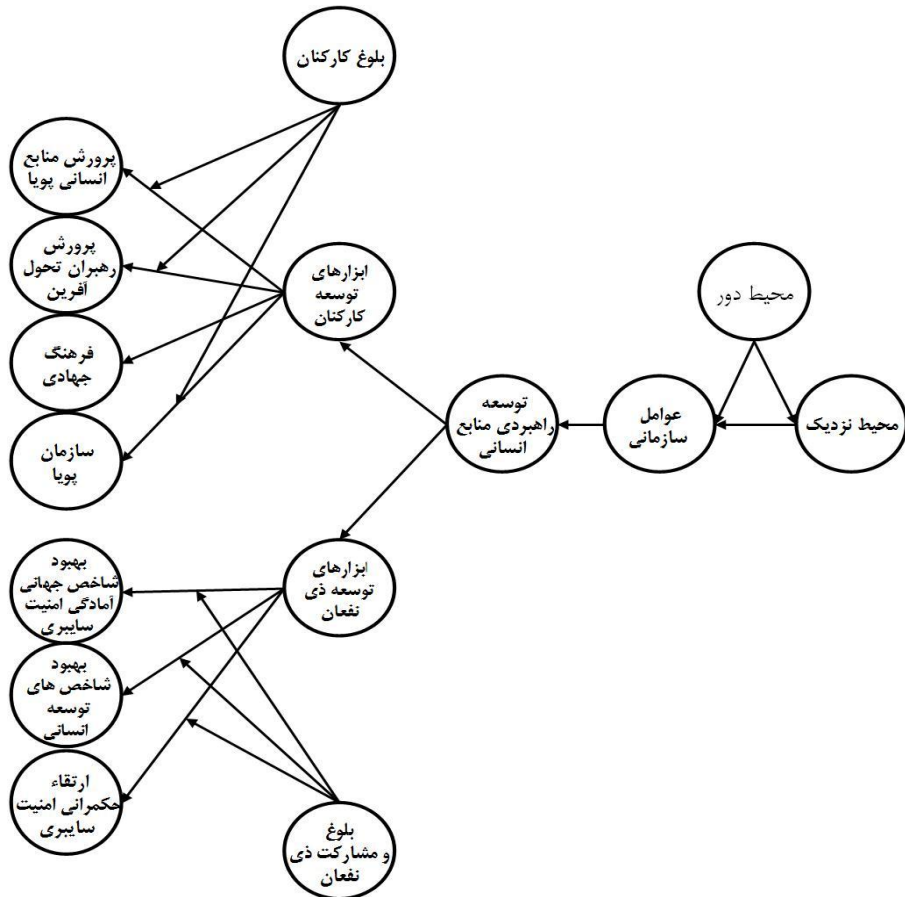 بلوغ کارکنان
پرورش منابع
انسانی پویا
پرورش
رهبران تحول
آفرین
فرهنگ
جهادی
سازمان
پویا
ابزارهای
توسعه
کارکنان
محیط دور
توسعه
راهبردی منابع
انسانی
عوامل
سازمانی
محیط نزدیک
بهبود
شاخص جهانی
آمادگی امنیت
سایبری
بهبود
شاخص های
توسعه
انسانی
ارتقاء
حکمرانی امنیت
سایبری
ابزارهای
توسعه ذی
نفعان
بلوغ
و مشارکت ذی
نفعان